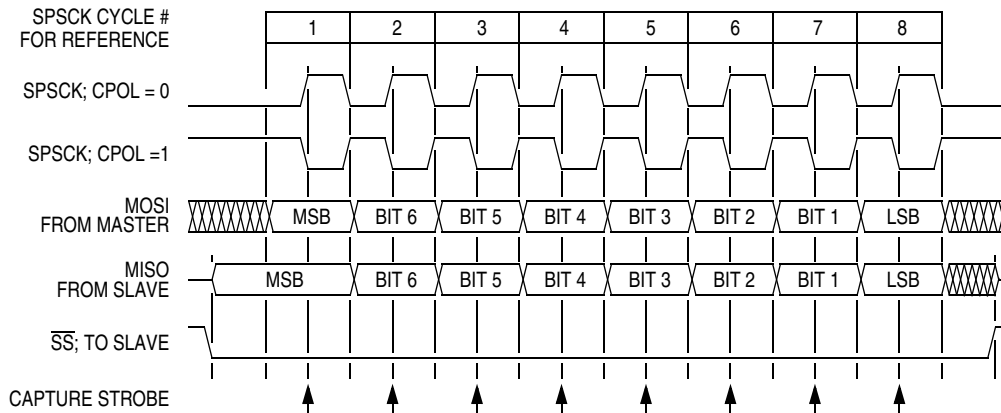 SPSCK CYCLE #
FOR REFERENCE
1 2 3 4 5 6 7 8
SPSCK; CPOL = 0
SPSCK; CPOL =1
MOSI
FROM MASTER
MSB BIT 6 BIT 5 BIT 4 BIT 3 BIT 2 BIT 1 LSB
MISO
FROM SLAVE
MSB BIT 6 BIT 5 BIT 4 BIT 3 BIT 2 BIT 1 LSB
SS; TO SLAVE
CAPTURE STROBE